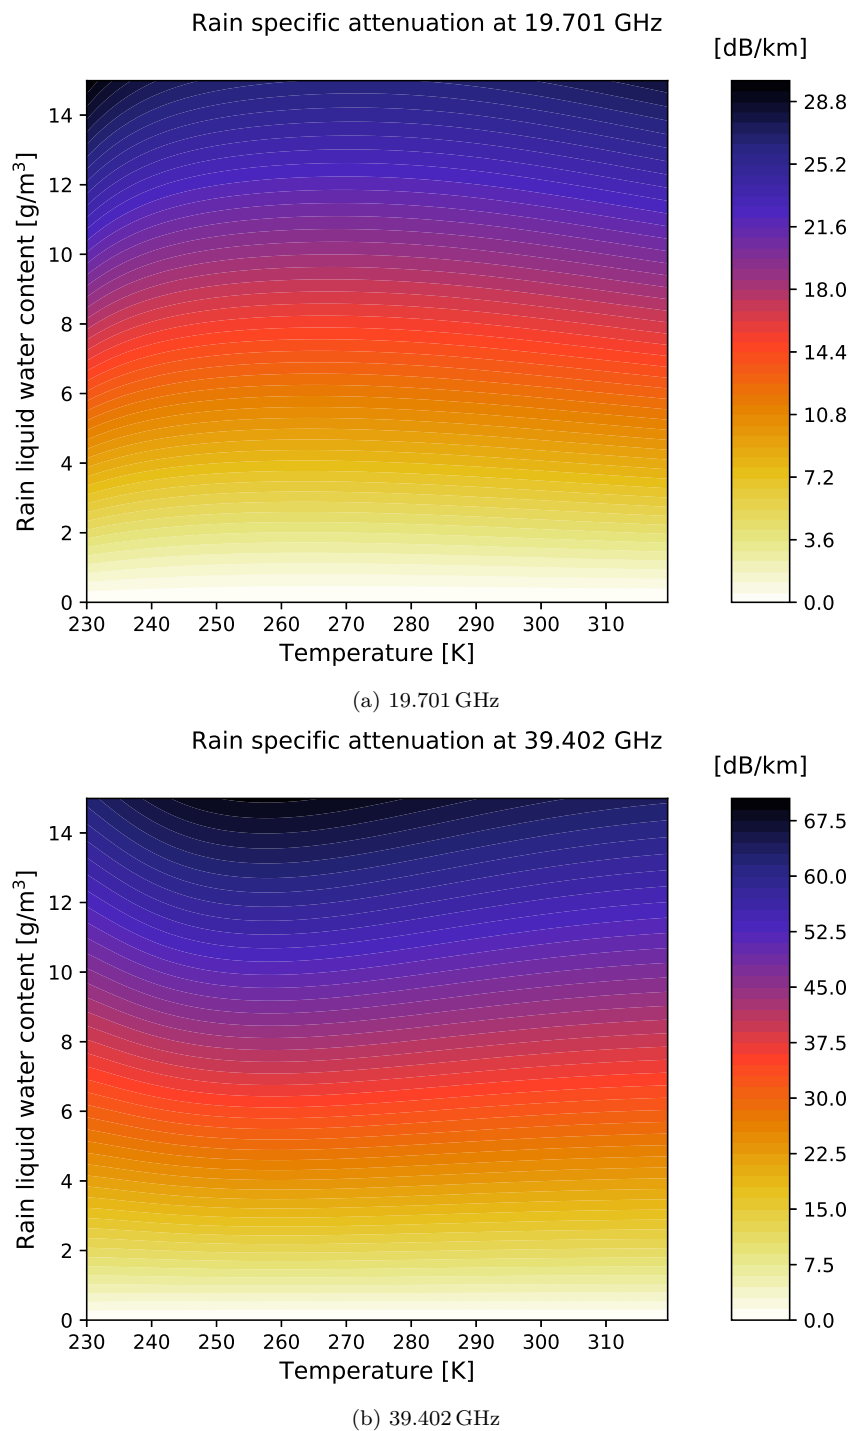 Rain specific attenuation at 19.701 GHz
[dB/km]
Rain liquid water content [g/m³]
14
12
10
8
6
4
2
0
230 240 250 260 270 280 290 300 310
Temperature [K]
28.8
25.2
21.6
18.0
14.4
10.8
7.2
3.6
0.0
(a) 19.701 GHz
Rain specific attenuation at 39.402 GHz
[dB/km]
Rain liquid water content [g/m³]
14
12
10
8
6
4
2
0
230 240 250 260 270 280 290 300 310
Temperature [K]
67.5
60.0
52.5
45.0
37.5
30.0
22.5
15.0
7.5
0.0
(b) 39.402 GHz